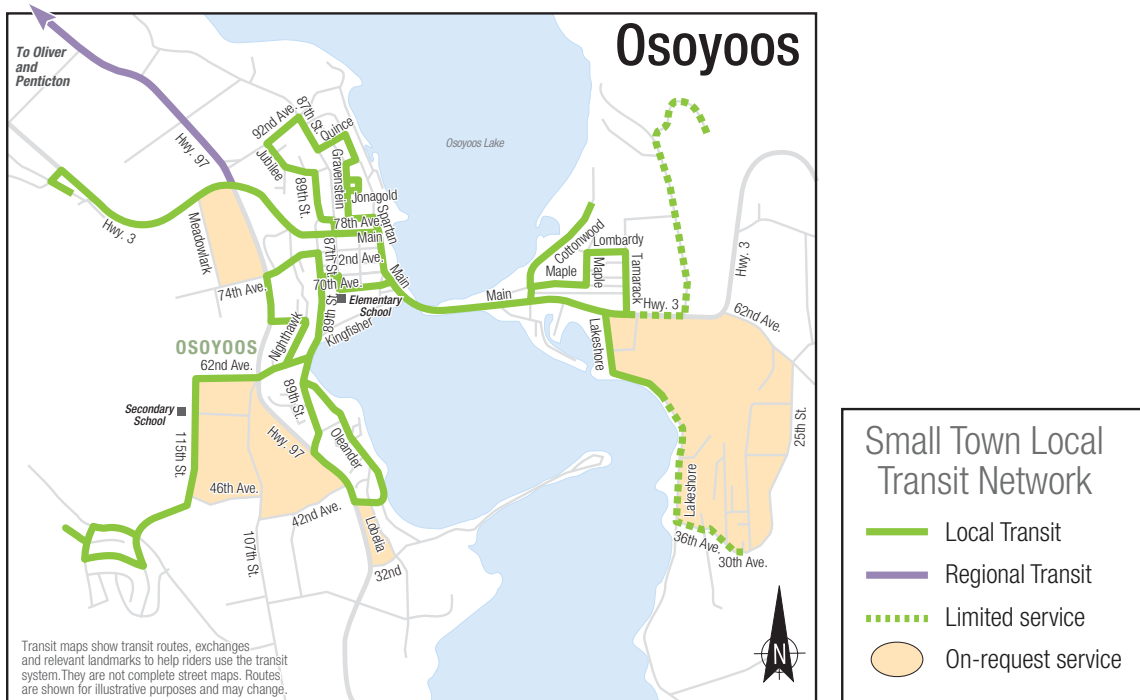 Osoyoos
To Oliver
and
Penticton
Hwy. 97
92nd Ave.
87th St.
Quince
Jubilee
89th St.
Gravenstein
Jonagold
Spartan
78th Ave.
Main
72nd Ave.
87th St.
70th Ave.
Main
Elementary
School
89th St.
Kingfisher
Hwy. 3
Meadowlark
74th Ave.
Nighthawk
OSOYOOS
62nd Ave.
Secondary
School
115th St.
89th St.
Oleander
Hwy. 97
46th Ave.
42nd Ave.
107th St.
Lobelia
32nd
Osoyoos Lake
Main
Cottonwood
Maple
Maple
Lombardy
Tamarack
Hwy. 3
Hwy. 3
62nd Ave.
Lakeshore
25th St.
Lakeshore
36th Ave.
30th Ave.
N
Transit maps show transit routes, exchanges
and relevant landmarks to help riders use the transit
system.They are not complete street maps. Routes
are shown for illustrative purposes and may change.
Small Town Local
Transit Network
Local Transit
Regional Transit
Limited service
On-request service